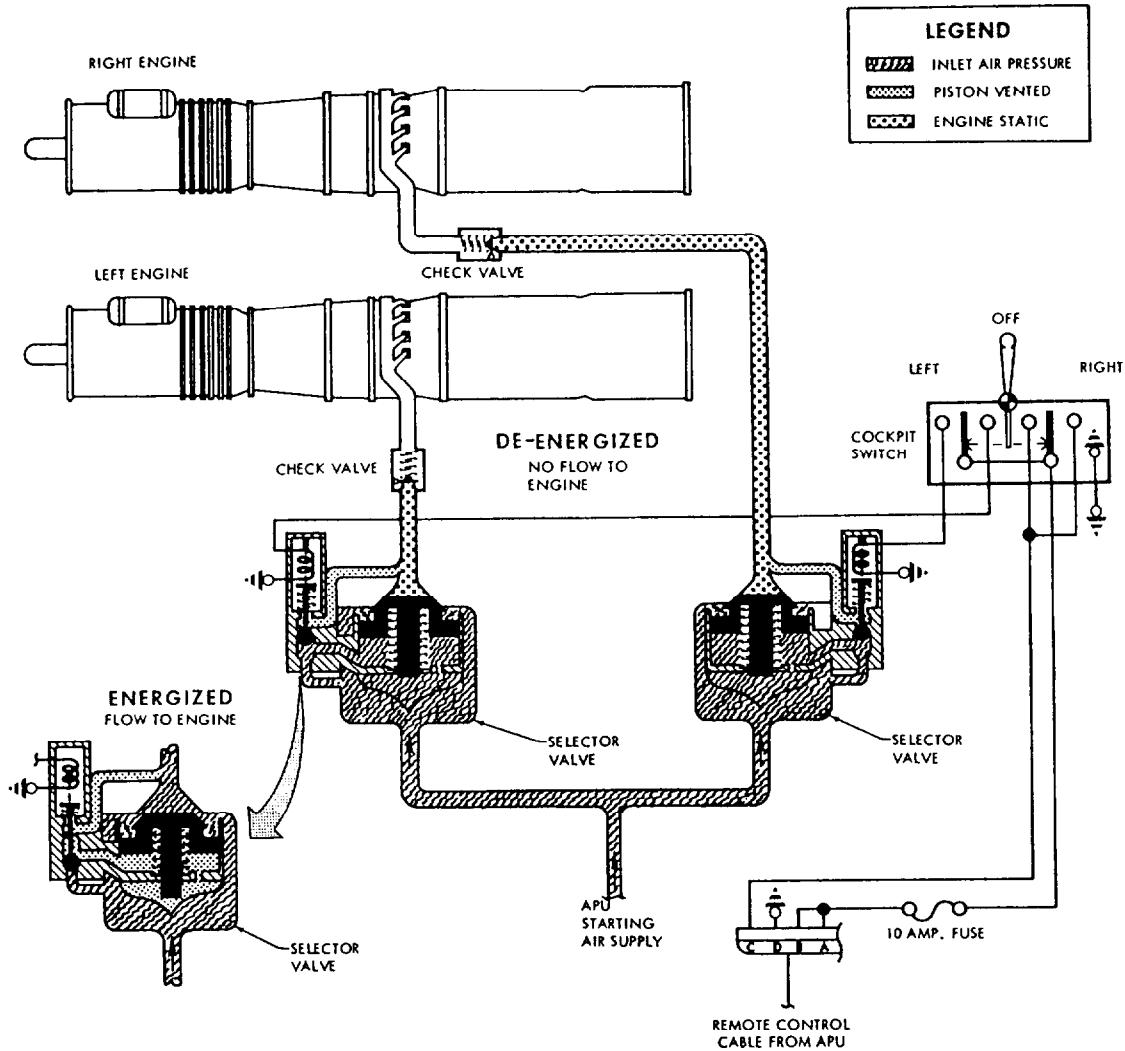 LEGEND
INLET AIR PRESSURE
PISTON VENTED
ENGINE STATIC
RIGHT ENGINE
CHECK VALVE
LEFT ENGINE
OFF
LEFT
RIGHT
COCKPIT
SWITCH
DE-ENERGIZED
NO FLOW TO
ENGINE
CHECK VALVE
ENERGIZED
FLOW TO ENGINE
SELECTOR
VALVE
SELECTOR
VALVE
SELECTOR
VALVE
APU
STARTING
AIR SUPPLY
10 AMP. FUSE
C D B A
REMOTE CONTROL
CABLE FROM APU